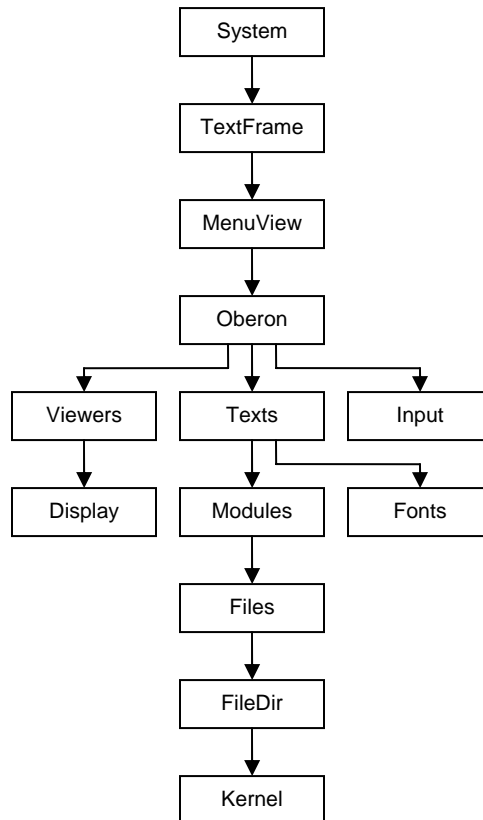 System
TextFrame
MenuView
Oberon
Viewers
Texts
Input
Display
Modules
Fonts
Files
FileDir
Kernel